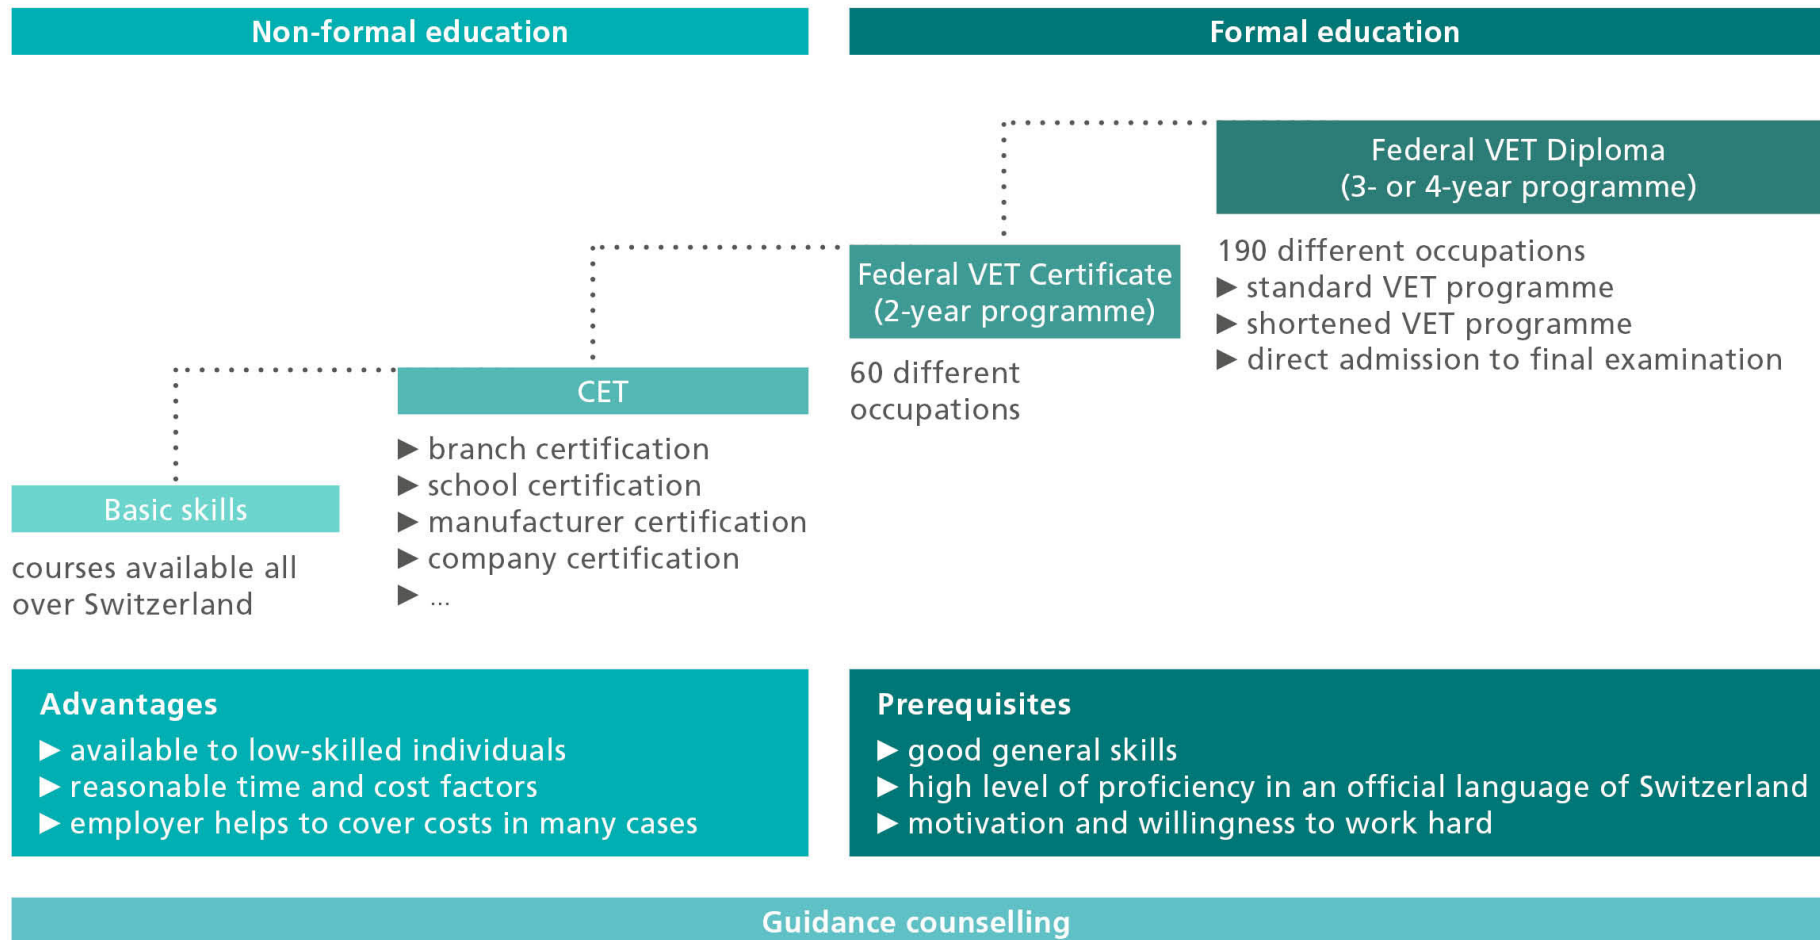 Non-formal education
Formal education
Federal VET Diploma
(3- or 4-year programme)
190 different occupations
▶ standard VET programme
▶ shortened VET programme
▶ direct admission to final examination
Federal VET Certificate
(2-year programme)
60 different
occupations
CET
▶ branch certification
▶ school certification
▶ manufacturer certification
▶ company certification
▶ ...
Basic skills
courses available all
over Switzerland
Advantages
▶ available to low-skilled individuals
▶ reasonable time and cost factors
▶ employer helps to cover costs in many cases
Prerequisites
▶ good general skills
▶ high level of proficiency in an official language of Switzerland
▶ motivation and willingness to work hard
Guidance counselling